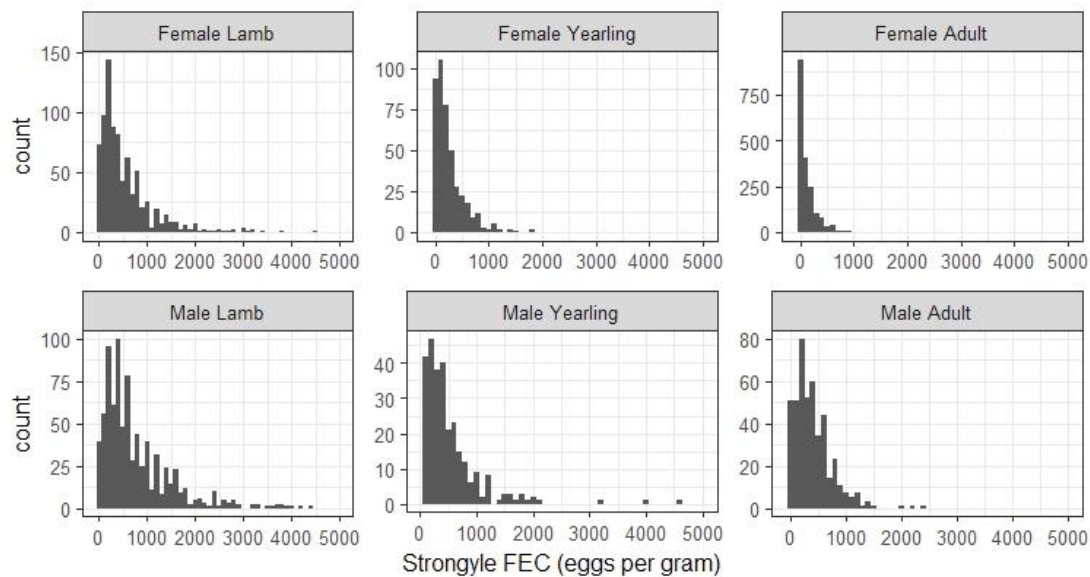 Female Lamb
Female Yearling
Female Adult
150
100
50
0
100
75
50
25
0
750
500
250
0
count
0 1000 2000 3000 4000 5000
0 1000 2000 3000 4000 5000
0 1000 2000 3000 4000 5000
Male Lamb
Male Yearling
Male Adult
100
75
50
25
0
40
30
20
10
0
80
60
40
20
0
count
0 1000 2000 3000 4000 5000
0 1000 2000 3000 4000 5000
0 1000 2000 3000 4000 5000
Strongyle FEC (eggs per gram)